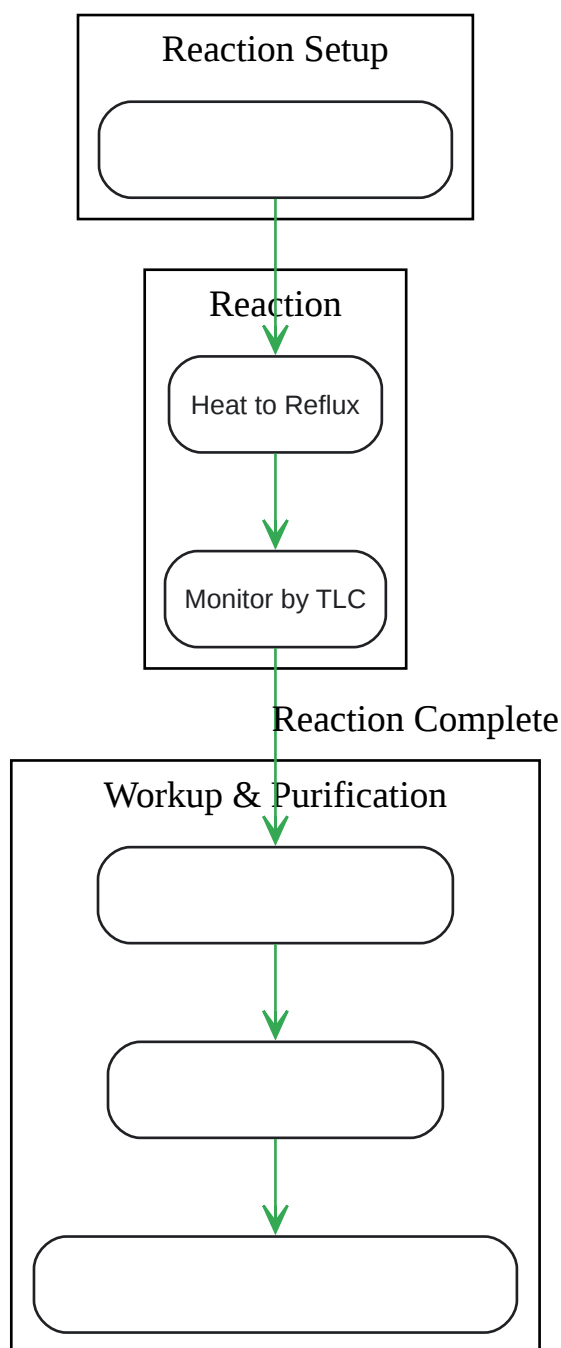 Reaction Setup
Reaction
Heat to Reflux
Monitor by TLC
Reaction Complete
Workup & Purification